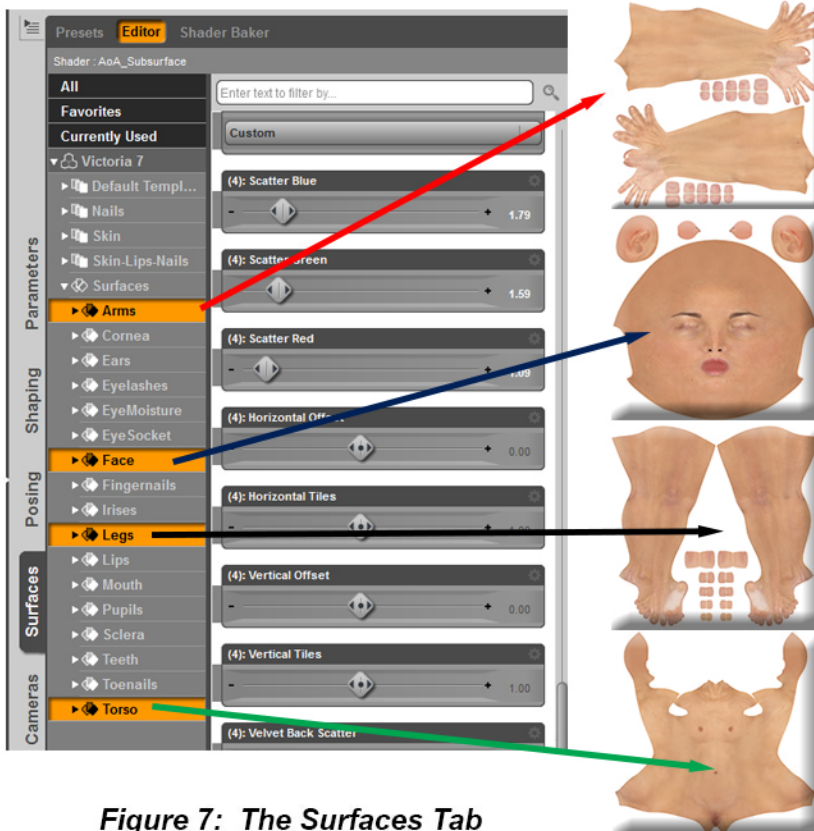 Presets Editor Shader Baker
Shader : AoA_Subsurface
All
Favorites
Currently Used
Victoria 7
Default Templ...
Nails
Skin
Skin-Lips-Nails
Surfaces
Arms
Cornea
Ears
Eyelashes
EyeMoisture
EyeSocket
Face
Fingernails
Irises
Legs
Lips
Mouth
Pupils
Sclera
Teeth
Toenails
Torso
Enter text to filter by...
Custom
(4): Scatter Blue
- + 1.79
(4): Scatter Green
- + 1.59
(4): Scatter Red
- + 1.09
(4): Horizontal Offset
- + 0.00
(4): Horizontal Tiles
- + 1.00
(4): Vertical Offset
- + 0.00
(4): Vertical Tiles
- + 1.00
(4): Velvet Back Scatter
Parameters
Shaping
Posing
Surfaces
Cameras
Figure 7: The Surfaces Tab